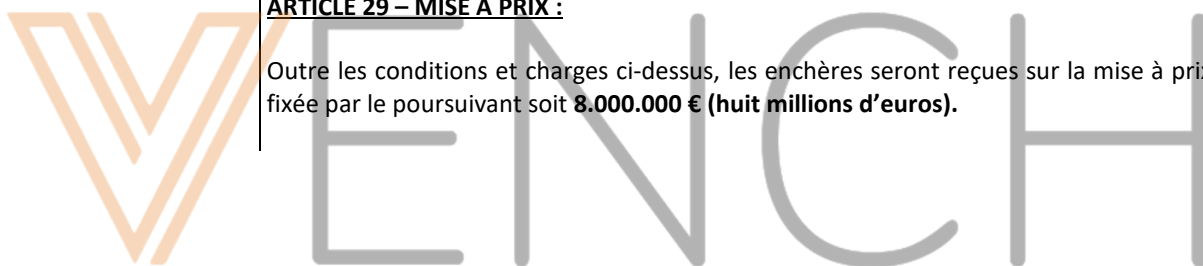 ARTICLE 29 – MISE A PRIX :
Outre les conditions et charges ci-dessus, les enchères seront reçues sur la mise à prix
fixée par le poursuivant soit 8.000.000 € (huit millions d’euros).
VENCH